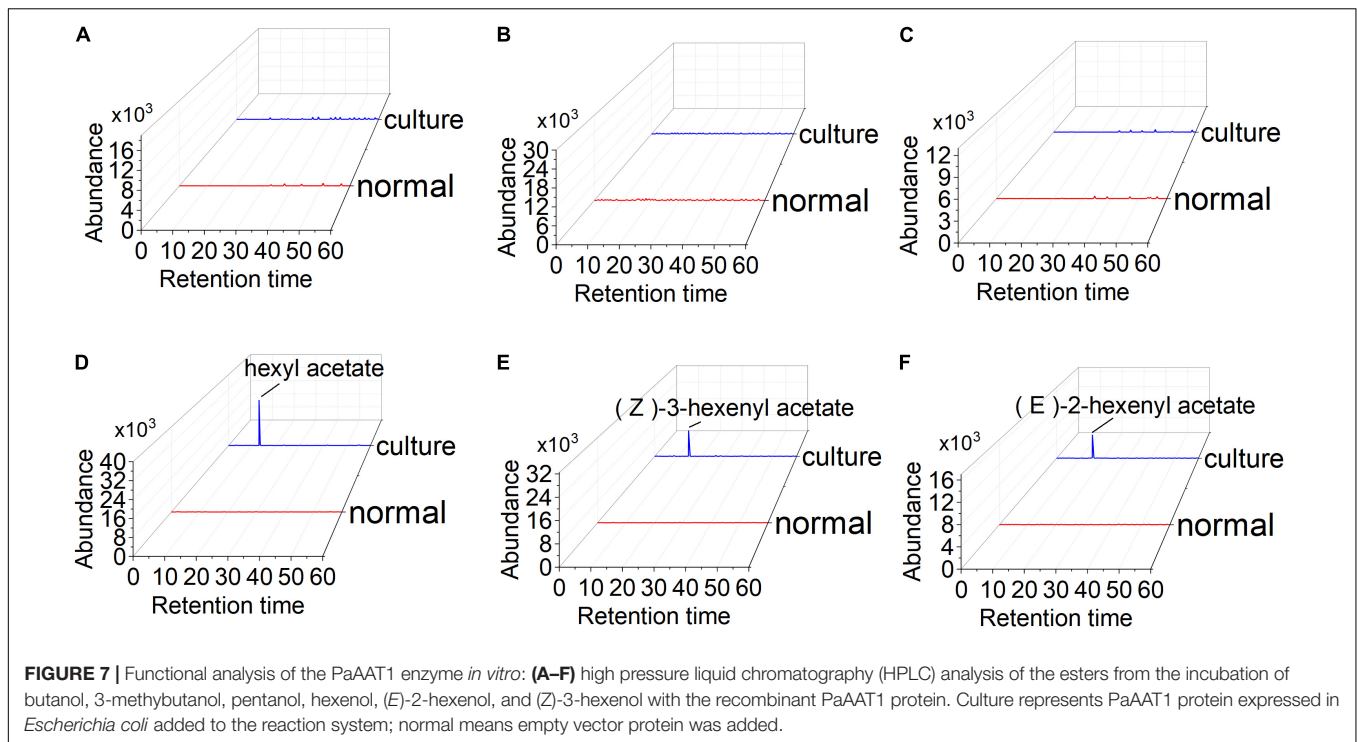 A
×10³
Abundance
16
12
8
4
0
0 10 20 30 40 50 60
Retention time
culture
normal
B
×10³
Abundance
30
24
18
12
6
0
0 10 20 30 40 50 60
Retention time
culture
normal
C
×10³
Abundance
12
9
6
3
0
0 10 20 30 40 50 60
Retention time
culture
normal
D
hexyl acetate
×10³
Abundance
40
32
24
16
8
0
0 10 20 30 40 50 60
Retention time
culture
normal
E
( Z )-3-hexenyl acetate
×10³
Abundance
32
24
16
8
0
0 10 20 30 40 50 60
Retention time
culture
normal
F
( E )-2-hexenyl acetate
×10³
Abundance
16
12
8
4
0
0 10 20 30 40 50 60
Retention time
culture
normal
FIGURE 7 | Functional analysis of the PaAAT1 enzyme in vitro: (A–F) high pressure liquid chromatography (HPLC) analysis of the esters from the incubation of
butanol, 3-methybutanol, pentanol, hexenol, (E)-2-hexenol, and (Z)-3-hexenol with the recombinant PaAAT1 protein. Culture represents PaAAT1 protein expressed in
Escherichia coli added to the reaction system; normal means empty vector protein was added.